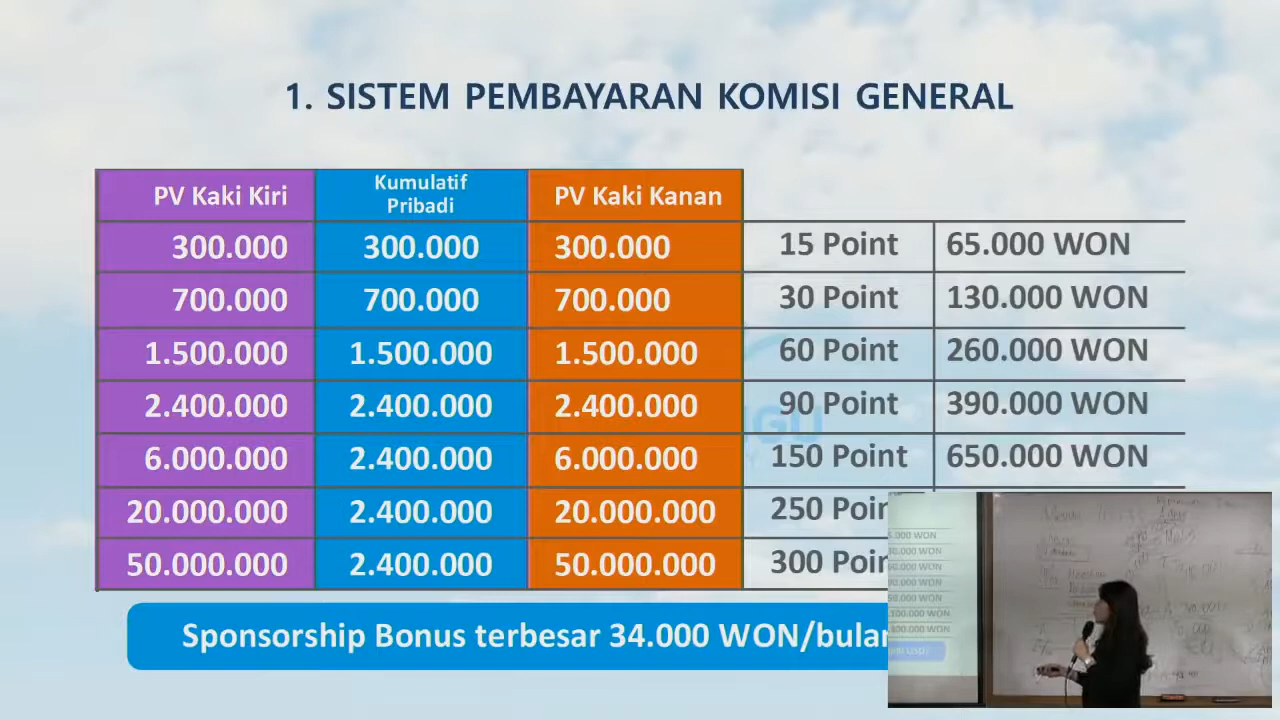 1. SISTEM PEMBAYARAN KOMISI GENERAL
PV Kaki Kiri Kumulatif Pribadi PV Kaki Kanan
300.000 300.000 300.000 15 Point 65.000 WON
700.000 700.000 700.000 30 Point 130.000 WON
1.500.000 1.500.000 1.500.000 60 Point 260.000 WON
2.400.000 2.400.000 2.400.000 90 Point 390.000 WON
6.000.000 2.400.000 6.000.000 150 Point 650.000 WON
20.000.000 2.400.000 20.000.000 250
50.000.000 2.400.000 50.000.000 300
Sponsorship Bonus terbesar 34.000 WON/bulan